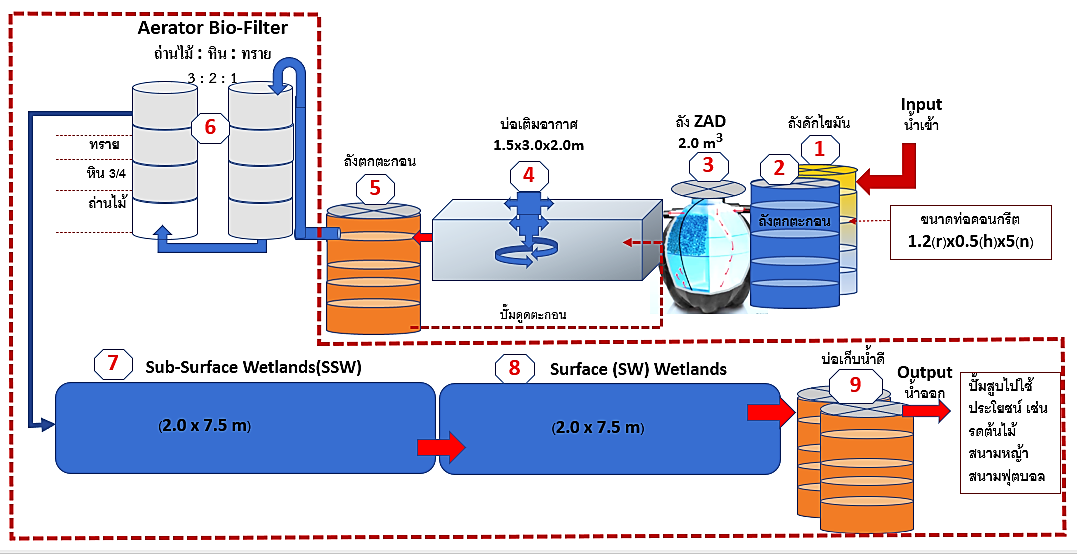 Aerator Bio-Filter
ถ่านไม้ : หิน : ทราย
3 : 2 : 1
6
ทราย
หิน 3/4
ถ่านไม้
ถังตกตะกอน
5
บ่อเติมอากาศ
1.5x3.0x2.0m
4
ปั๊มดูดตะกอน
ถัง ZAD
2.0 m³
3
ถังดักไขมัน
1
2
ถังตกตะกอน
Input
น้ำเข้า
ขนาดท่อคอนกรีต
1.2(r)x0.5(h)x5(n)
7
Sub-Surface Wetlands(SSW)
(2.0 x 7.5 m)
8
Surface (SW) Wetlands
(2.0 x 7.5 m)
บ่อเก็บน้ำดี
9
Output
น้ำออก
ปั๊มสูบไปใช้
ประโยชน์ เช่น
รดต้นไม้
สนามหญ้า
สนามฟุตบอล